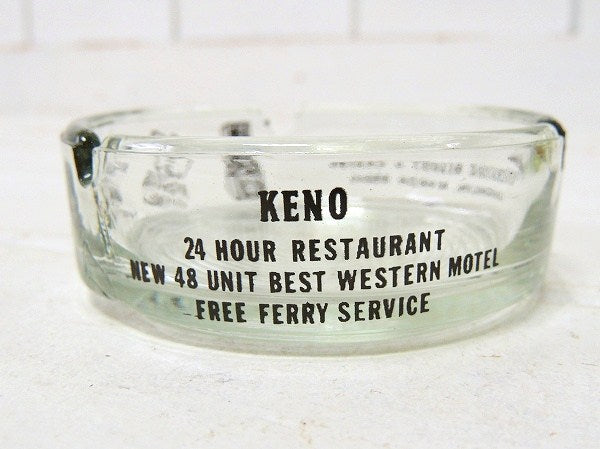 KENO
24 HOUR RESTAURANT
NEW 48 UNIT BEST WESTERN MOTEL
FREE FERRY SERVICE